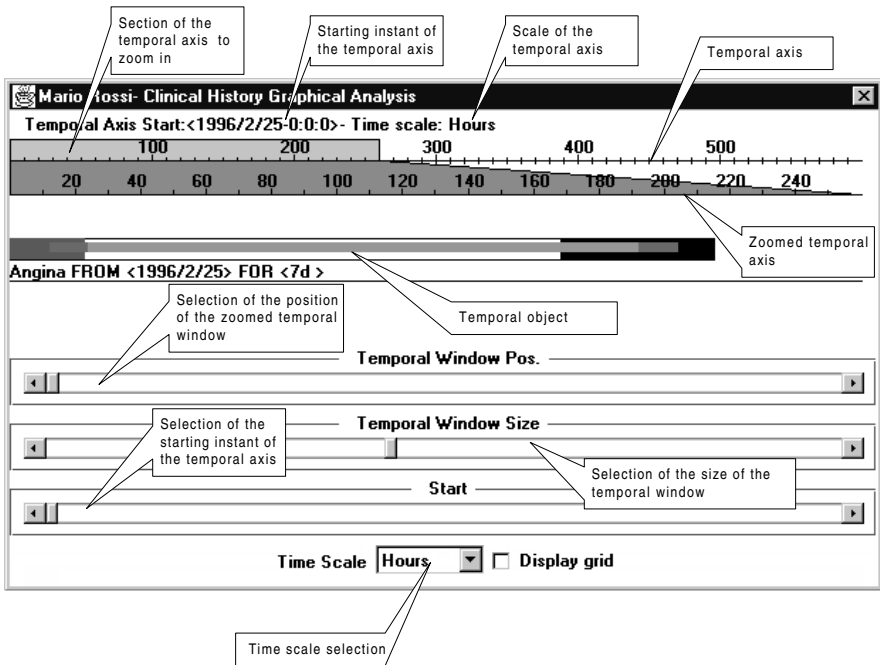 Section of the
temporal axis to
zoom in
Starting instant of
the temporal axis
Scale of the
temporal axis
Temporal axis
Mario Rossi- Clinical History Graphical Analysis
Temporal Axis Start:<1996/2/25-0:0:0>- Time scale: Hours
100 200 300 400 500
20 40 60 80 100 120 140 160 180 200 220 240
Zoomed temporal
axis
Angina FROM <1996/2/25> FOR <7d >
Selection of the position
of the zoomed temporal
window
Temporal object
Temporal Window Pos.
Temporal Window Size
Selection of the
starting instant of
the temporal axis
Selection of the size of the
temporal window
Start
Time Scale Hours Display grid
Time scale selection